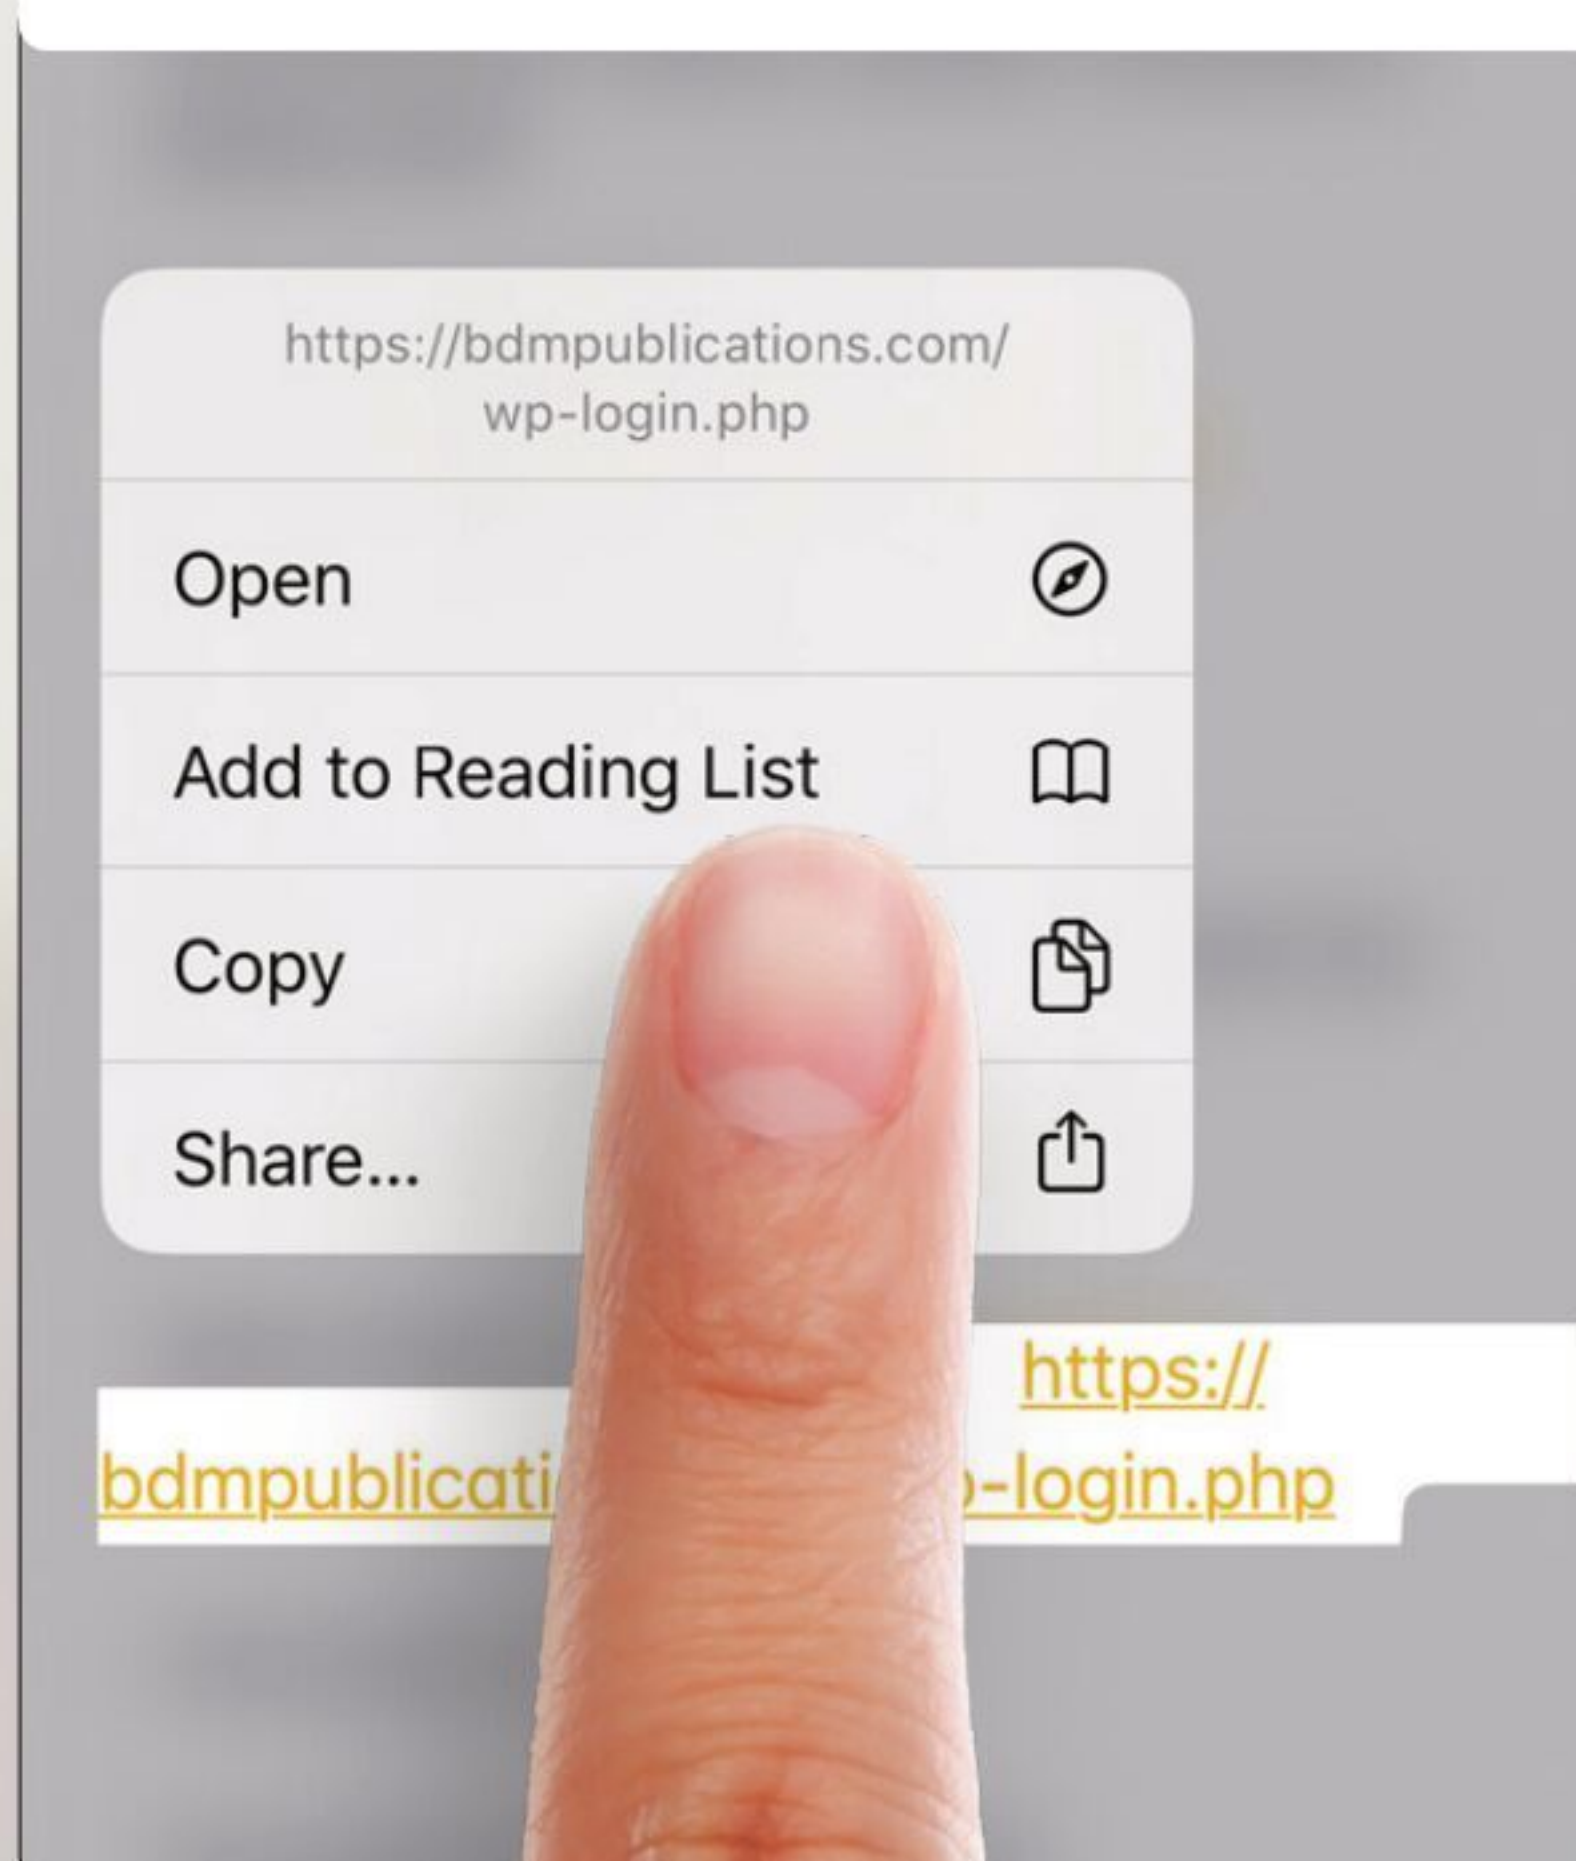 https://bdmpublications.com/
wp-login.php
Open
Add to Reading List
Copy
Share...
https://
bdmpublicati -login.php